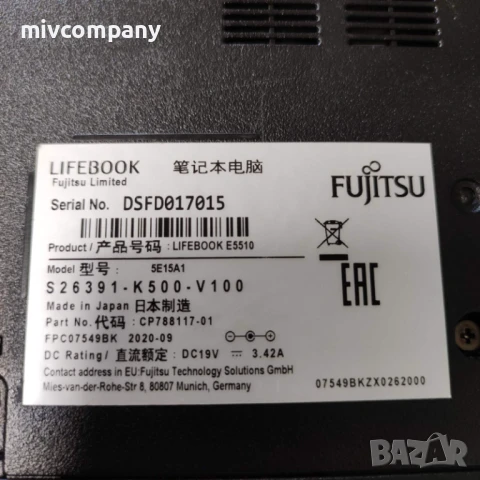 mivcompany
LIFEBOOK 笔记本电脑
Fujitsu Limited
FUJITSU
Serial No. DSFD017015
Product / 产品号码 : LIFEBOOK E5510
Model 型号 : 5E15A1
S26391-K500-V100
EAC
Made in Japan 日本制造
Part No. 代码 : CP788117-01
FPC07549BK 2020-09
DC Rating / 直流额定 : DC19V ⎓ 3.42A
Contact address in EU:Fujitsu Technology Solutions GmbH
Mies-van-der-Rohe-Str 8, 80807 Munich, Germany
07549BKZX0262000
BAZAR